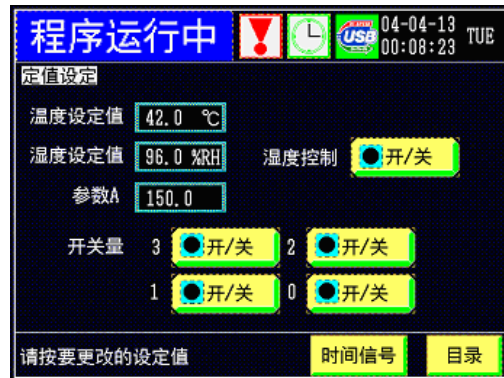 程序运行中 USB 04-04-13 TUE
00:08:23
定值设定
温度设定值 42.0 ℃
湿度设定值 96.0 %RH 湿度控制 开/关
参数A 150.0
开关量 3 开/关 2 开/关
1 开/关 0 开/关
请按要更改的设定值 时间信号 目录